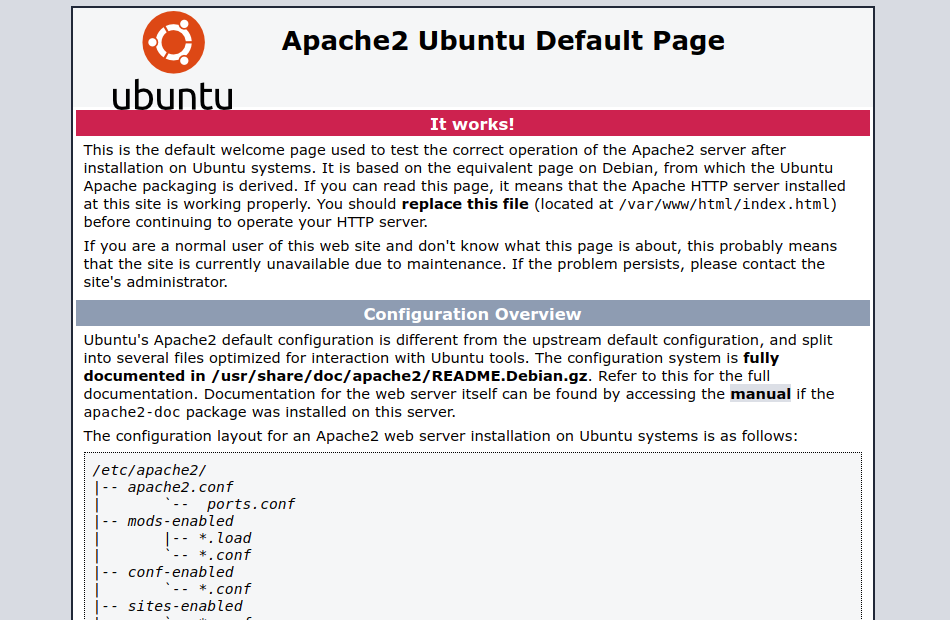 ubuntu
Apache2 Ubuntu Default Page
It works!
This is the default welcome page used to test the correct operation of the Apache2 server after
installation on Ubuntu systems. It is based on the equivalent page on Debian, from which the Ubuntu
Apache packaging is derived. If you can read this page, it means that the Apache HTTP server installed
at this site is working properly. You should replace this file (located at /var/www/html/index.html)
before continuing to operate your HTTP server.
If you are a normal user of this web site and don't know what this page is about, this probably means
that the site is currently unavailable due to maintenance. If the problem persists, please contact the
site's administrator.
Configuration Overview
Ubuntu's Apache2 default configuration is different from the upstream default configuration, and split
into several files optimized for interaction with Ubuntu tools. The configuration system is fully
documented in /usr/share/doc/apache2/README.Debian.gz. Refer to this for the full
documentation. Documentation for the web server itself can be found by accessing the manual if the
apache2-doc package was installed on this server.
The configuration layout for an Apache2 web server installation on Ubuntu systems is as follows:
/etc/apache2/
|-- apache2.conf
|       `--  ports.conf
|-- mods-enabled
|       |-- *.load
|       `-- *.conf
|-- conf-enabled
|       `-- *.conf
|-- sites-enabled